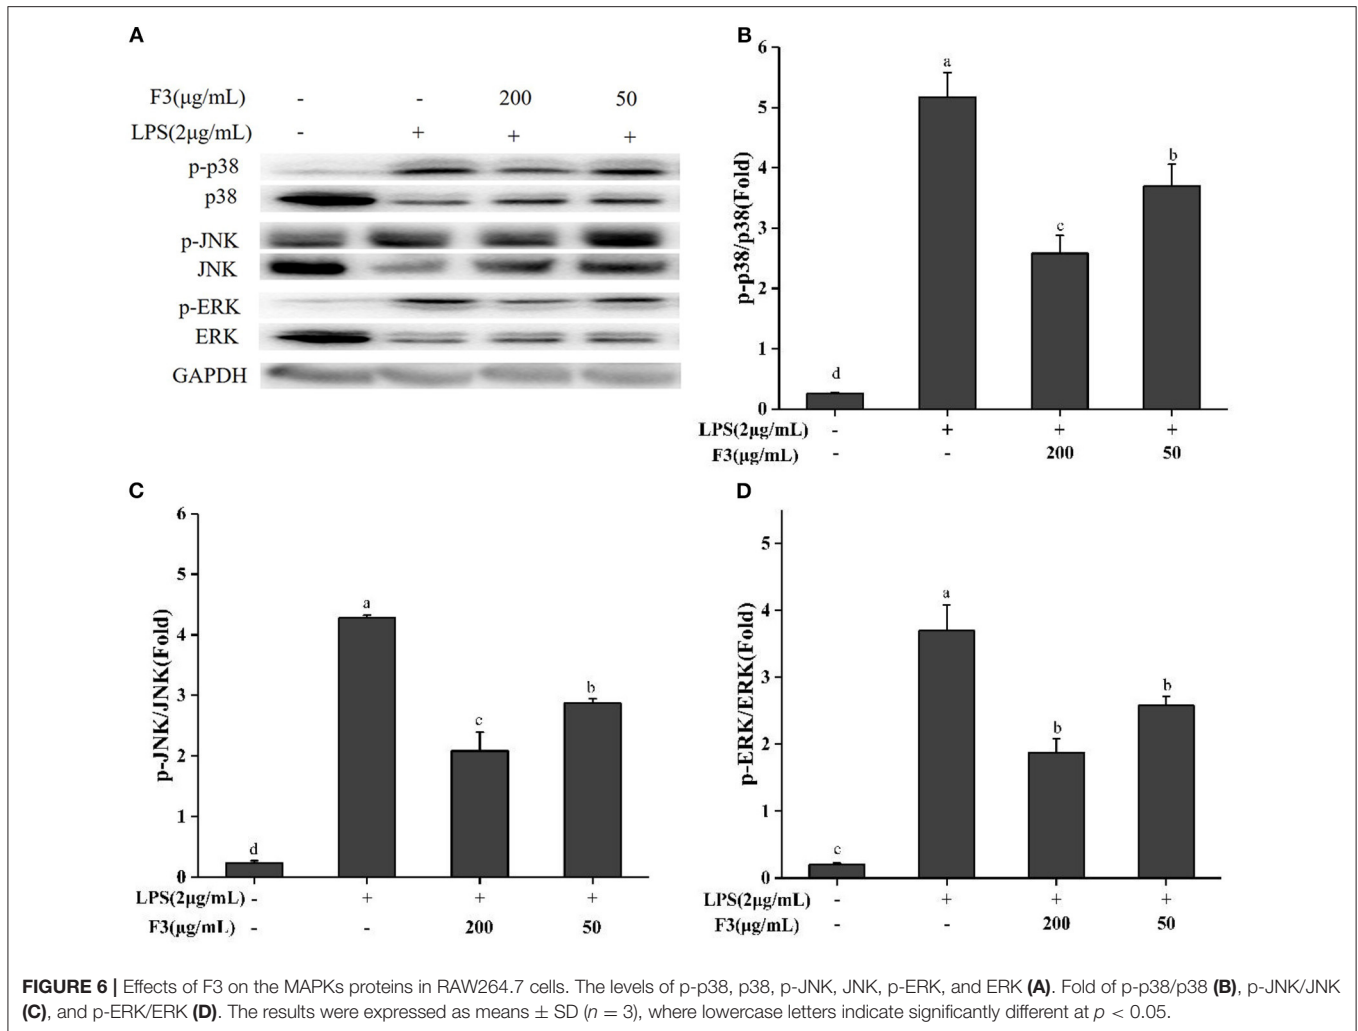 A
F3(μg/mL) - - 200 50
LPS(2μg/mL) - + + +
p-p38
p38
p-JNK
JNK
p-ERK
ERK
GAPDH
B
p-p38/p38(Fold)
6
5
4
3
2
1
0
d
a
c
b
LPS(2μg/mL) - + + +
F3(μg/mL) - - 200 50
C
p-JNK/JNK(Fold)
6
5
4
3
2
1
0
d
a
c
b
LPS(2μg/mL) - + + +
F3(μg/mL) - - 200 50
D
p-ERK/ERK(Fold)
5
4
3
2
1
0
c
a
b
b
LPS(2μg/mL) - + + +
F3(μg/mL) - - 200 50
FIGURE 6 | Effects of F3 on the MAPKs proteins in RAW264.7 cells. The levels of p-p38, p38, p-JNK, JNK, p-ERK, and ERK (A). Fold of p-p38/p38 (B), p-JNK/JNK
(C), and p-ERK/ERK (D). The results were expressed as means ± SD (n = 3), where lowercase letters indicate significantly different at p < 0.05.